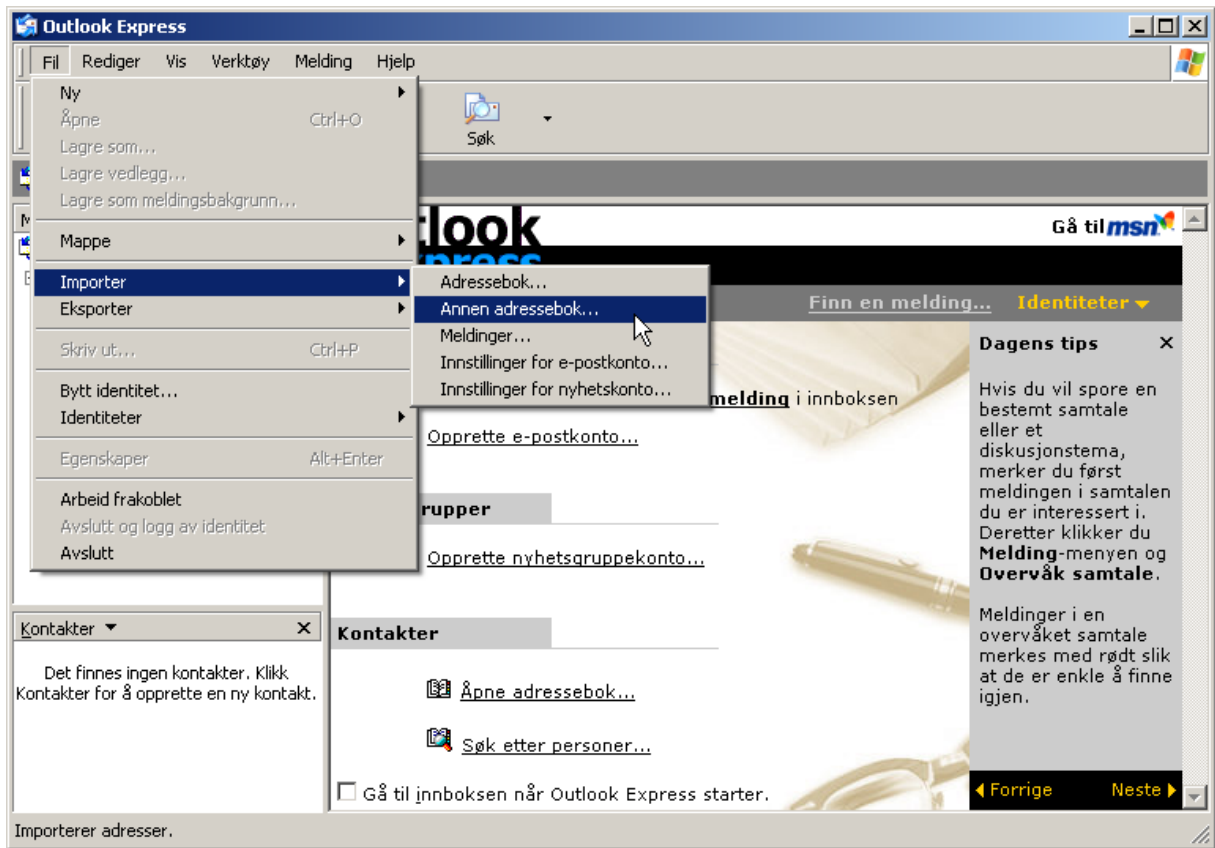 Outlook Express
Fil Rediger Vis Verktøy Melding Hjelp
Ny
Åpne Ctrl+O
Lagre som...
Lagre vedlegg...
Lagre som meldingsbakgrunn...
Mappe
Importer
Eksporter
Skriv ut... Ctrl+P
Bytt identitet...
Identiteter
Egenskaper Alt+Enter
Arbeid frakoblet
Avslutt og logg av identitet
Avslutt
Søk
Adressebok...
Annen adressebok...
Meldinger...
Innstillinger for e-postkonto...
Innstillinger for nyhetskonto...
Gå til msn
Finn en melding... Identiteter
melding i innboksen
Opprette e-postkonto...
Opprette nyhetsgruppekonto...
Kontakter
Åpne adressebok...
Søk etter personer...
Gå til innboksen når Outlook Express starter.
Dagens tips
Hvis du vil spore en
bestemt samtale
eller et
diskusjonstema,
merker du først
meldingen i samtalen
du er interessert i.
Deretter klikker du
Melding-menyen og
Overvåk samtale.
Meldinger i en
overvåket samtale
merkes med rødt slik
at de er enkle å finne
igjen.
Forrige Neste
Kontakter
Det finnes ingen kontakter. Klikk
Kontakter for å opprette en ny kontakt.
Importerer adresser.